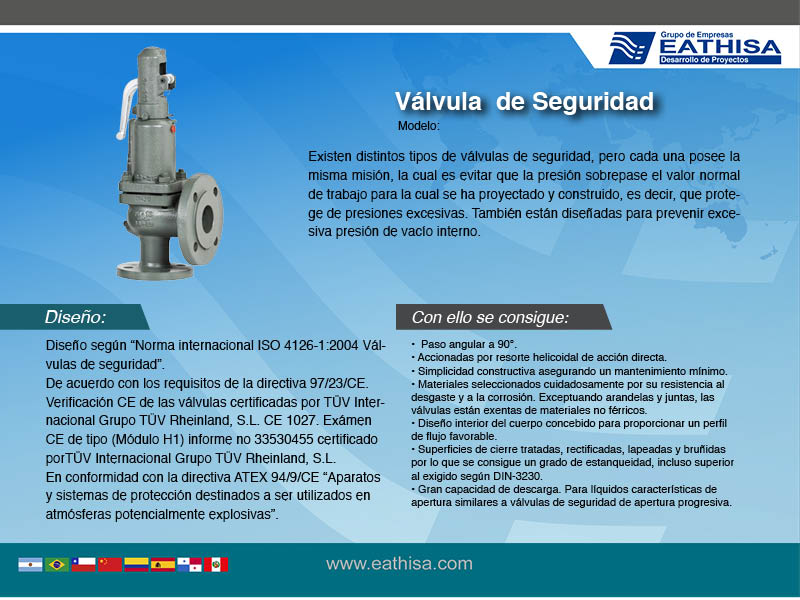 Grupo de Empresas
EATHISA
Desarrollo de Proyectos
Válvula de Seguridad
Modelo:
Existen distintos tipos de válvulas de seguridad, pero cada una posee la
misma misión, la cual es evitar que la presión sobrepase el valor normal
de trabajo para la cual se ha proyectado y construido, es decir, que prote-
ge de presiones excesivas. También están diseñadas para prevenir exce-
siva presión de vacío interno.
Diseño:
Diseño según “Norma internacional ISO 4126-1:2004 Vál-
vulas de seguridad”.
De acuerdo con los requisitos de la directiva 97/23/CE.
Verificación CE de las válvulas certificadas por TÜV Inter-
nacional Grupo TÜV Rheinland, S.L. CE 1027. Exámen
CE de tipo (Módulo H1) informe no 33530455 certificado
porTÜV Internacional Grupo TÜV Rheinland, S.L.
En conformidad con la directiva ATEX 94/9/CE “Aparatos
y sistemas de protección destinados a ser utilizados en
atmósferas potencialmente explosivas”.
Con ello se consigue:
• Paso angular a 90°.
• Accionadas por resorte helicoidal de acción directa.
• Simplicidad constructiva asegurando un mantenimiento mínimo.
• Materiales seleccionados cuidadosamente por su resistencia al
desgaste y a la corrosión. Exceptuando arandelas y juntas, las
válvulas están exentas de materiales no férricos.
• Diseño interior del cuerpo concebido para proporcionar un perfil
de flujo favorable.
• Superficies de cierre tratadas, rectificadas, lapeadas y bruñidas
por lo que se consigue un grado de estanqueidad, incluso superior
al exigido según DIN-3230.
• Gran capacidad de descarga. Para líquidos características de
apertura similares a válvulas de seguridad de apertura progresiva.
www.eathisa.com